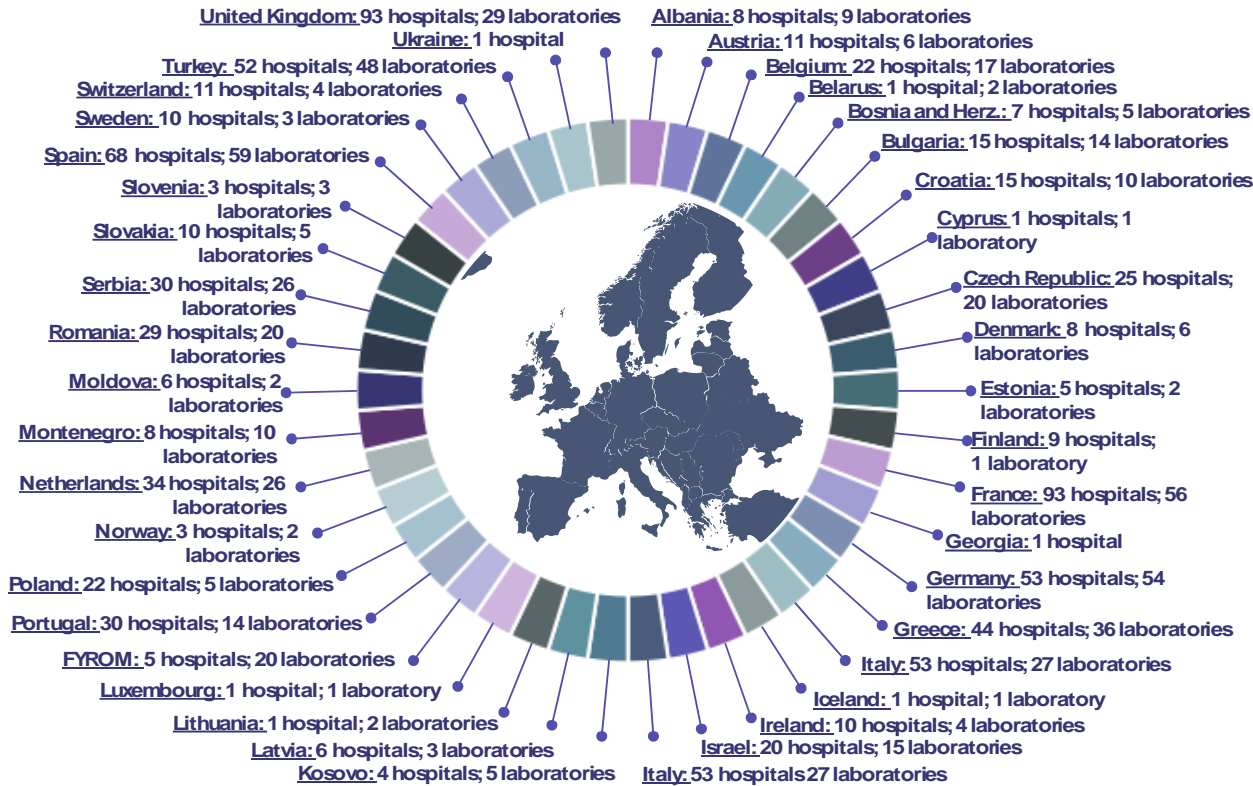 United Kingdom: 93 hospitals; 29 laboratories
Albania: 8 hospitals; 9 laboratories
Ukraine: 1 hospital
Austria: 11 hospitals; 6 laboratories
Turkey: 52 hospitals; 48 laboratories
Belgium: 22 hospitals; 17 laboratories
Switzerland: 11 hospitals; 4 laboratories
Belarus: 1 hospital; 2 laboratories
Sweden: 10 hospitals; 3 laboratories
Bosnia and Herz.: 7 hospitals; 5 laboratories
Spain: 68 hospitals; 59 laboratories
Bulgaria: 15 hospitals; 14 laboratories
Slovenia: 3 hospitals; 3
laboratories
Croatia: 15 hospitals; 10 laboratories
Slovakia: 10 hospitals; 5
laboratories
Cyprus: 1 hospitals; 1
laboratory
Serbia: 30 hospitals; 26
laboratories
Czech Republic: 25 hospitals;
20 laboratories
Romania: 29 hospitals; 20
laboratories
Denmark: 8 hospitals; 6
laboratories
Moldova: 6 hospitals; 2
laboratories
Estonia: 5 hospitals; 2
laboratories
Montenegro: 8 hospitals; 10
laboratories
Finland: 9 hospitals;
1 laboratory
Netherlands: 34 hospitals; 26
laboratories
France: 93 hospitals; 56
laboratories
Norway: 3 hospitals; 2
laboratories
Georgia: 1 hospital
Poland: 22 hospitals; 5 laboratories
Germany: 53 hospitals; 54
laboratories
Portugal: 30 hospitals; 14 laboratories
Greece: 44 hospitals; 36 laboratories
FYROM: 5 hospitals; 20 laboratories
Italy: 53 hospitals; 27 laboratories
Luxembourg: 1 hospital; 1 laboratory
Iceland: 1 hospital; 1 laboratory
Lithuania: 1 hospital; 2 laboratories
Ireland: 10 hospitals; 4 laboratories
Latvia: 6 hospitals; 3 laboratories
Israel: 20 hospitals; 15 laboratories
Kosovo: 4 hospitals; 5 laboratories
Italy: 53 hospitals 27 laboratories